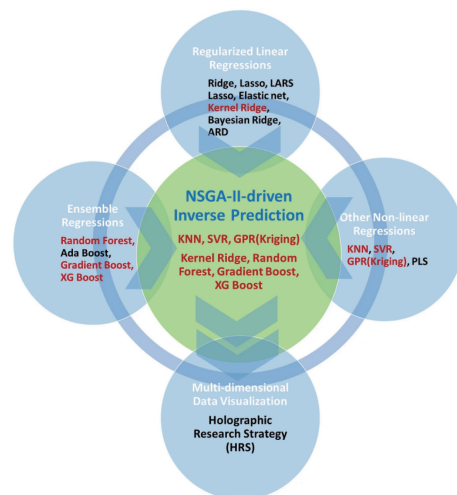 Regularized Linear
Regressions
Ridge, Lasso, LARS
Lasso, Elastic net,
Kernel Ridge,
Bayesian Ridge,
ARD
Ensemble
Regressions
Random Forest,
Ada Boost,
Gradient Boost,
XG Boost
NSGA-II-driven
Inverse Prediction
KNN, SVR, GPR(Kriging)
Kernel Ridge, Random
Forest, Gradient Boost,
XG Boost
Other Non-linear
Regressions
KNN, SVR,
GPR(Kriging), PLS
Multi-dimensional
Data Visualization
Holographic
Research Strategy
(HRS)